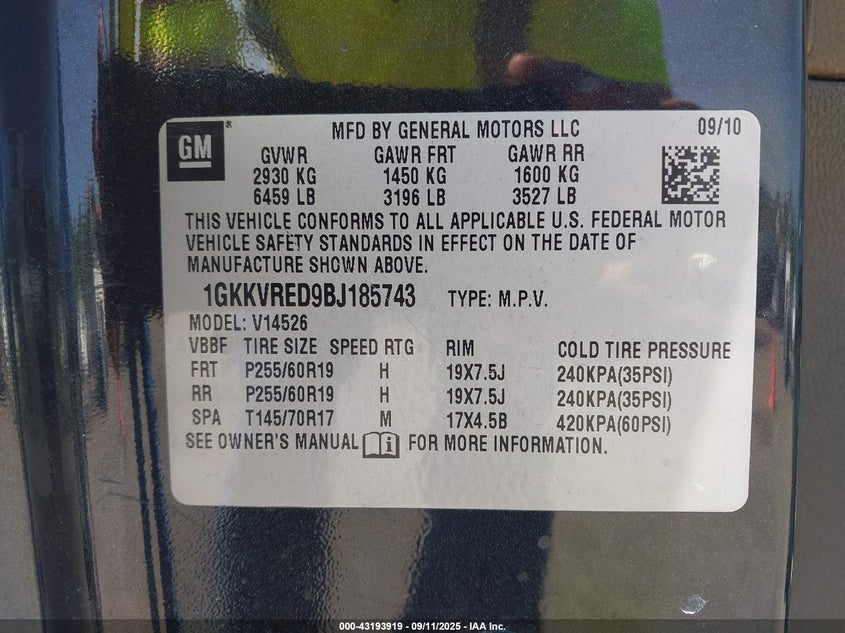 GM ®
MFD BY GENERAL MOTORS LLC 09/10
GVWR GAWR FRT GAWR RR
2930 KG 1450 KG 1600 KG
6459 LB 3196 LB 3527 LB
THIS VEHICLE CONFORMS TO ALL APPLICABLE U.S. FEDERAL MOTOR
VEHICLE SAFETY STANDARDS IN EFFECT ON THE DATE OF
MANUFACTURE SHOWN ABOVE.
1GKKVRED9BJ185743 TYPE: M.P.V.
MODEL: V14526
VBBF TIRE SIZE SPEED RTG RIM COLD TIRE PRESSURE
FRT P255/60R19 H 19X7.5J 240KPA(35PSI)
RR P255/60R19 H 19X7.5J 240KPA(35PSI)
SPA T145/70R17 M 17X4.5B 420KPA(60PSI)
SEE OWNER'S MANUAL FOR MORE INFORMATION.
000-43193919 - 09/11/2025 - IAA Inc.